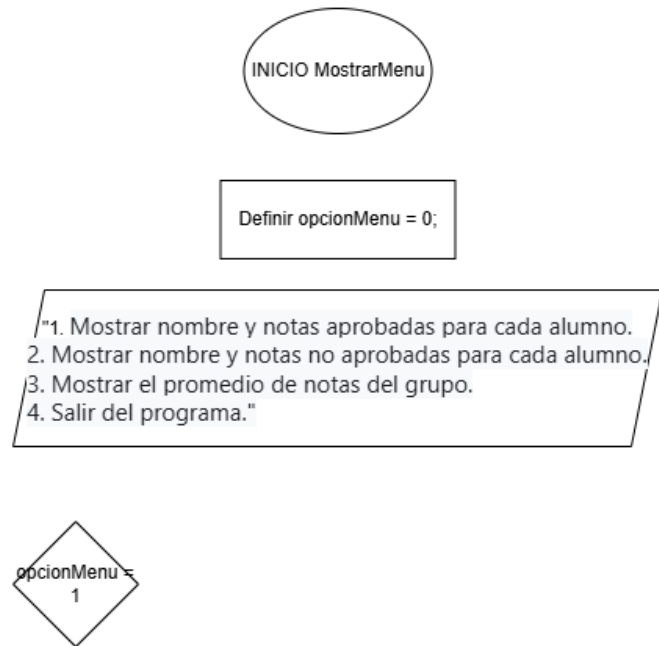 INICIO MostrarMenu
Definir opcionMenu = 0;
"1. Mostrar nombre y notas aprobadas para cada alumno.
2. Mostrar nombre y notas no aprobadas para cada alumno.
3. Mostrar el promedio de notas del grupo.
4. Salir del programa."
opcionMenu =
1